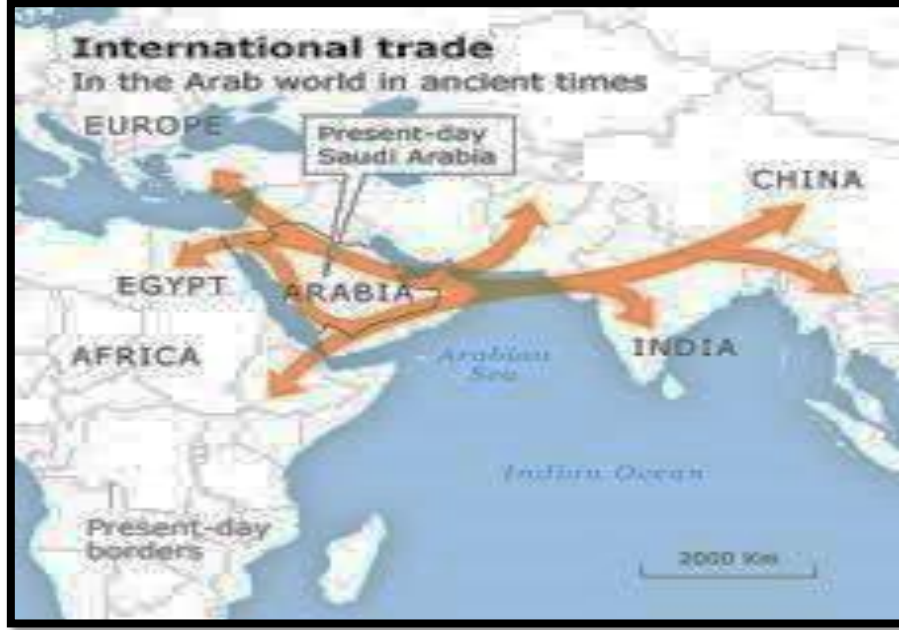 International trade
In the Arab world in ancient times
EUROPE
Present-day
Saudi Arabia
CHINA
EGYPT
ARABIA
AFRICA
Arabian
Sea
INDIA
Indian Ocean
Present-day
borders
2000 Km